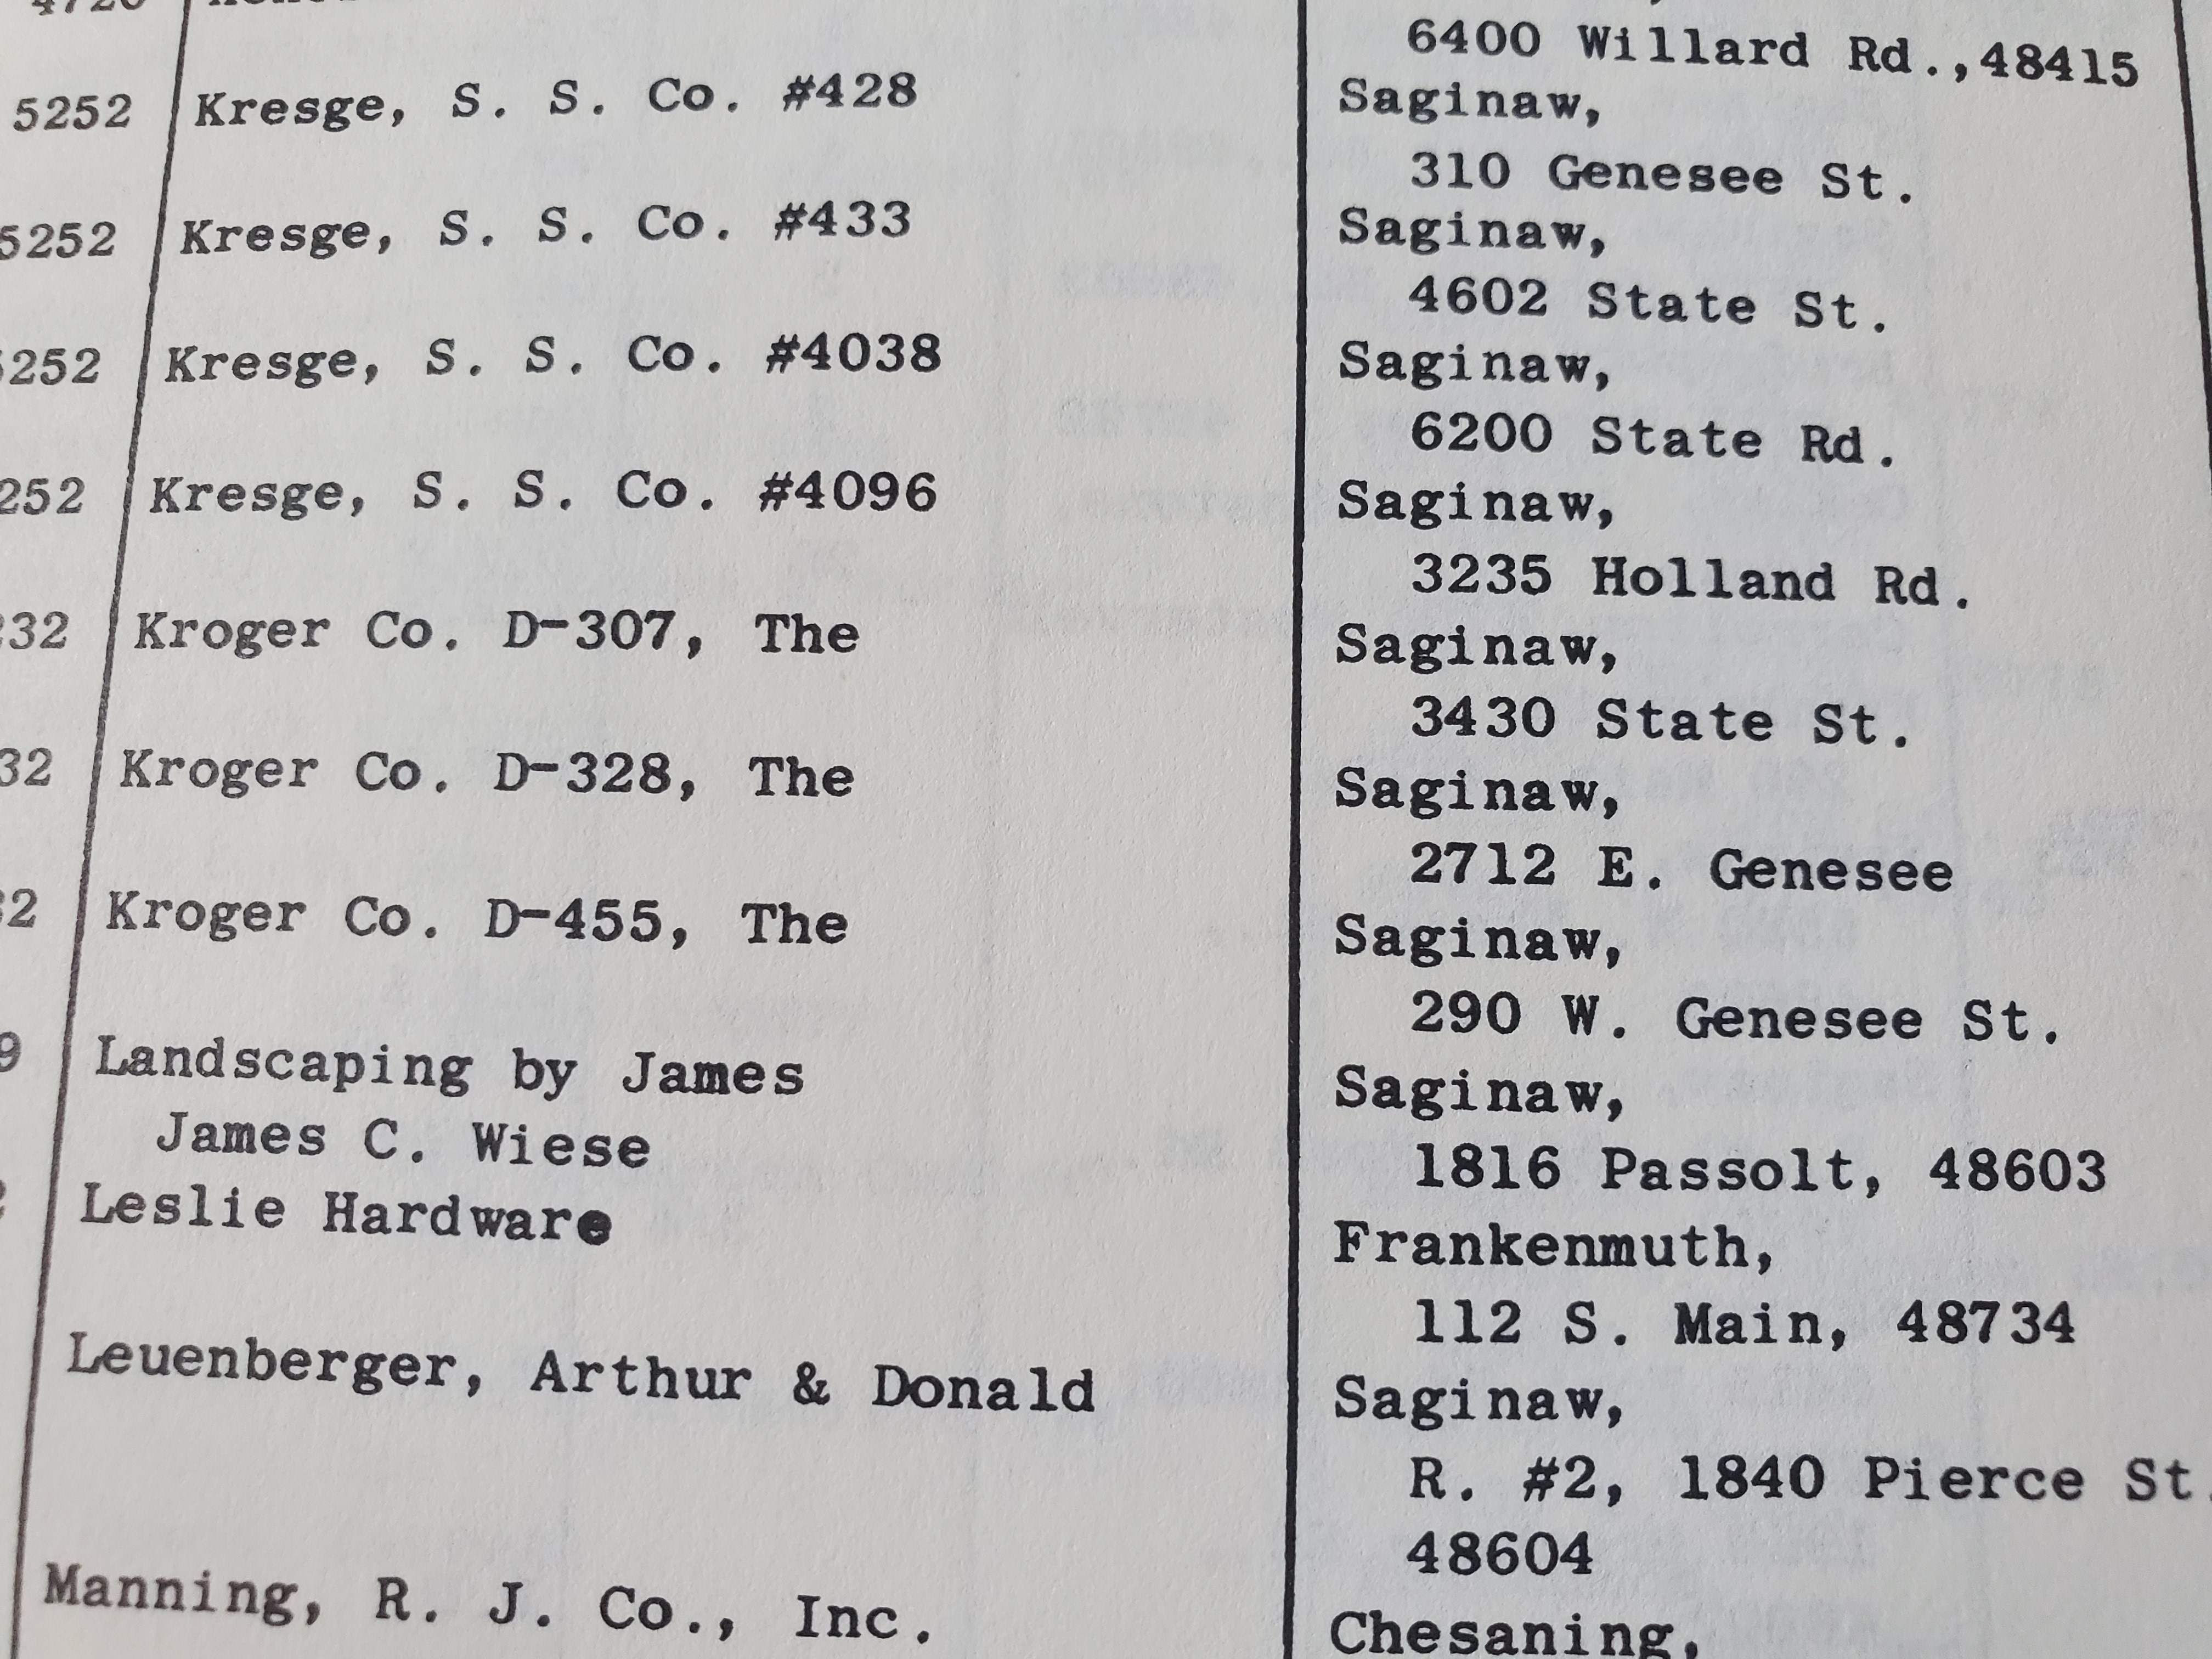 6400 Willard Rd.,48415
5252 Kresge, S. S. Co. #428 Saginaw,
310 Genesee St.
5252 Kresge, S. S. Co. #433 Saginaw,
4602 State St.
5252 Kresge, S. S. Co. #4038 Saginaw,
6200 State Rd.
252 Kresge, S. S. Co. #4096 Saginaw,
3235 Holland Rd.
32 Kroger Co. D-307, The Saginaw,
3430 State St.
32 Kroger Co. D-328, The Saginaw,
2712 E. Genesee
2 Kroger Co. D-455, The Saginaw,
290 W. Genesee St.
9 Landscaping by James Saginaw,
James C. Wiese 1816 Passolt, 48603
Leslie Hardware Frankenmuth,
112 S. Main, 48734
Leuenberger, Arthur & Donald Saginaw,
R. #2, 1840 Pierce St.
48604
Manning, R. J. Co., Inc. Chesaning,